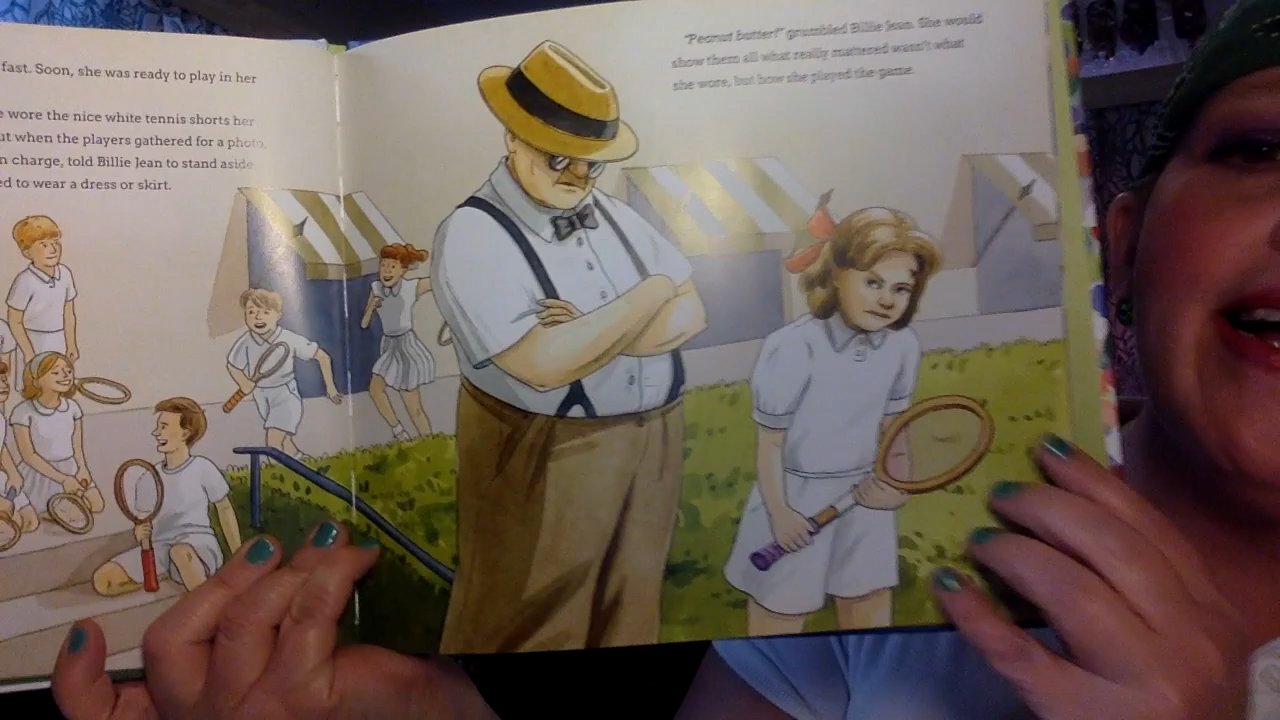 fast. Soon, she was ready to play in her
wore the nice white tennis shorts her
ut when the players gathered for a photo,
n charge, told Billie Jean to stand aside
ed to wear a dress or skirt.
"Peanut butter!" grumbled Billie Jean. She would
show them all what really mattered wasn't what
she wore, but how she played the game.